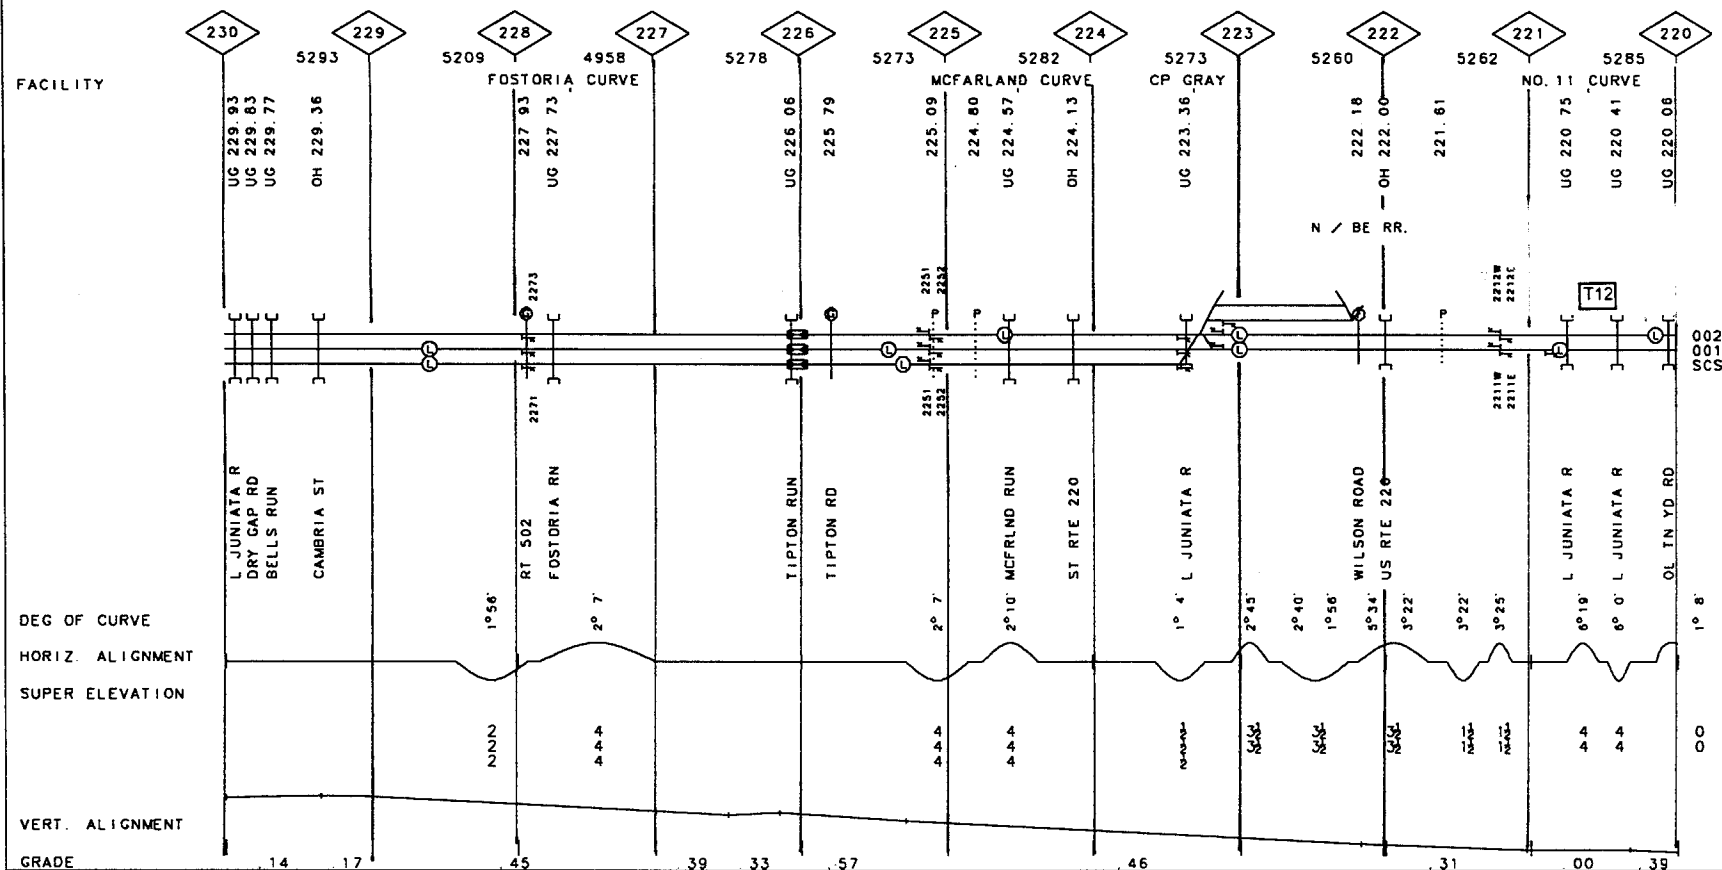 230 229 228 227 226 225 224 223 222 221 220
5293 5209 4958 5278 5273 5282 5273 5260 5262 5285
FACILITY FOSTORIA CURVE MCFARLAND CURVE CP GRAY NO. 11 CURVE
UG 229.93
UG 229.83
UG 229.77
OH 229.36
227 93
UG 227 73
UG 226 06
225 79
225.09
224.80
UG 224.57
OH 224.13
UG 223.36
222.18
OH 222.00
221.61
UG 220 75
UG 220 41
UG 220 08
N / BE RR.
2273
2251
2252
2212W
2212E
T12
P P P
G G
L L L L L L L L L
002
001
SCS
2271
2251
2252
2211W
2211E
L JUNIATA R
DRY GAP RD
BELLS RUN
CAMBRIA ST
RT 502
FOSTORIA RN
TIPTON RUN
TIPTON RD
MCFRLND RUN
ST RTE 220
L JUNIATA R
WILSON ROAD
US RTE 220
L JUNIATA R
L JUNIATA R
OL TN YD RD
DEG OF CURVE 1°56' 2° 7' 2° 7' 2°10' 1° 4' 2°45' 2°40' 1°56' 5°34' 3°22' 3°22' 3°25' 6°19' 6° 0' 1° 8'
HORIZ. ALIGNMENT
SUPER ELEVATION
2 4 4 4 4 4 0
2 4 4 4 4 4 0
2 4 4 4
VERT. ALIGNMENT
GRADE .14 .17 .45 .39 .33 .57 .46 .31 .00 .39